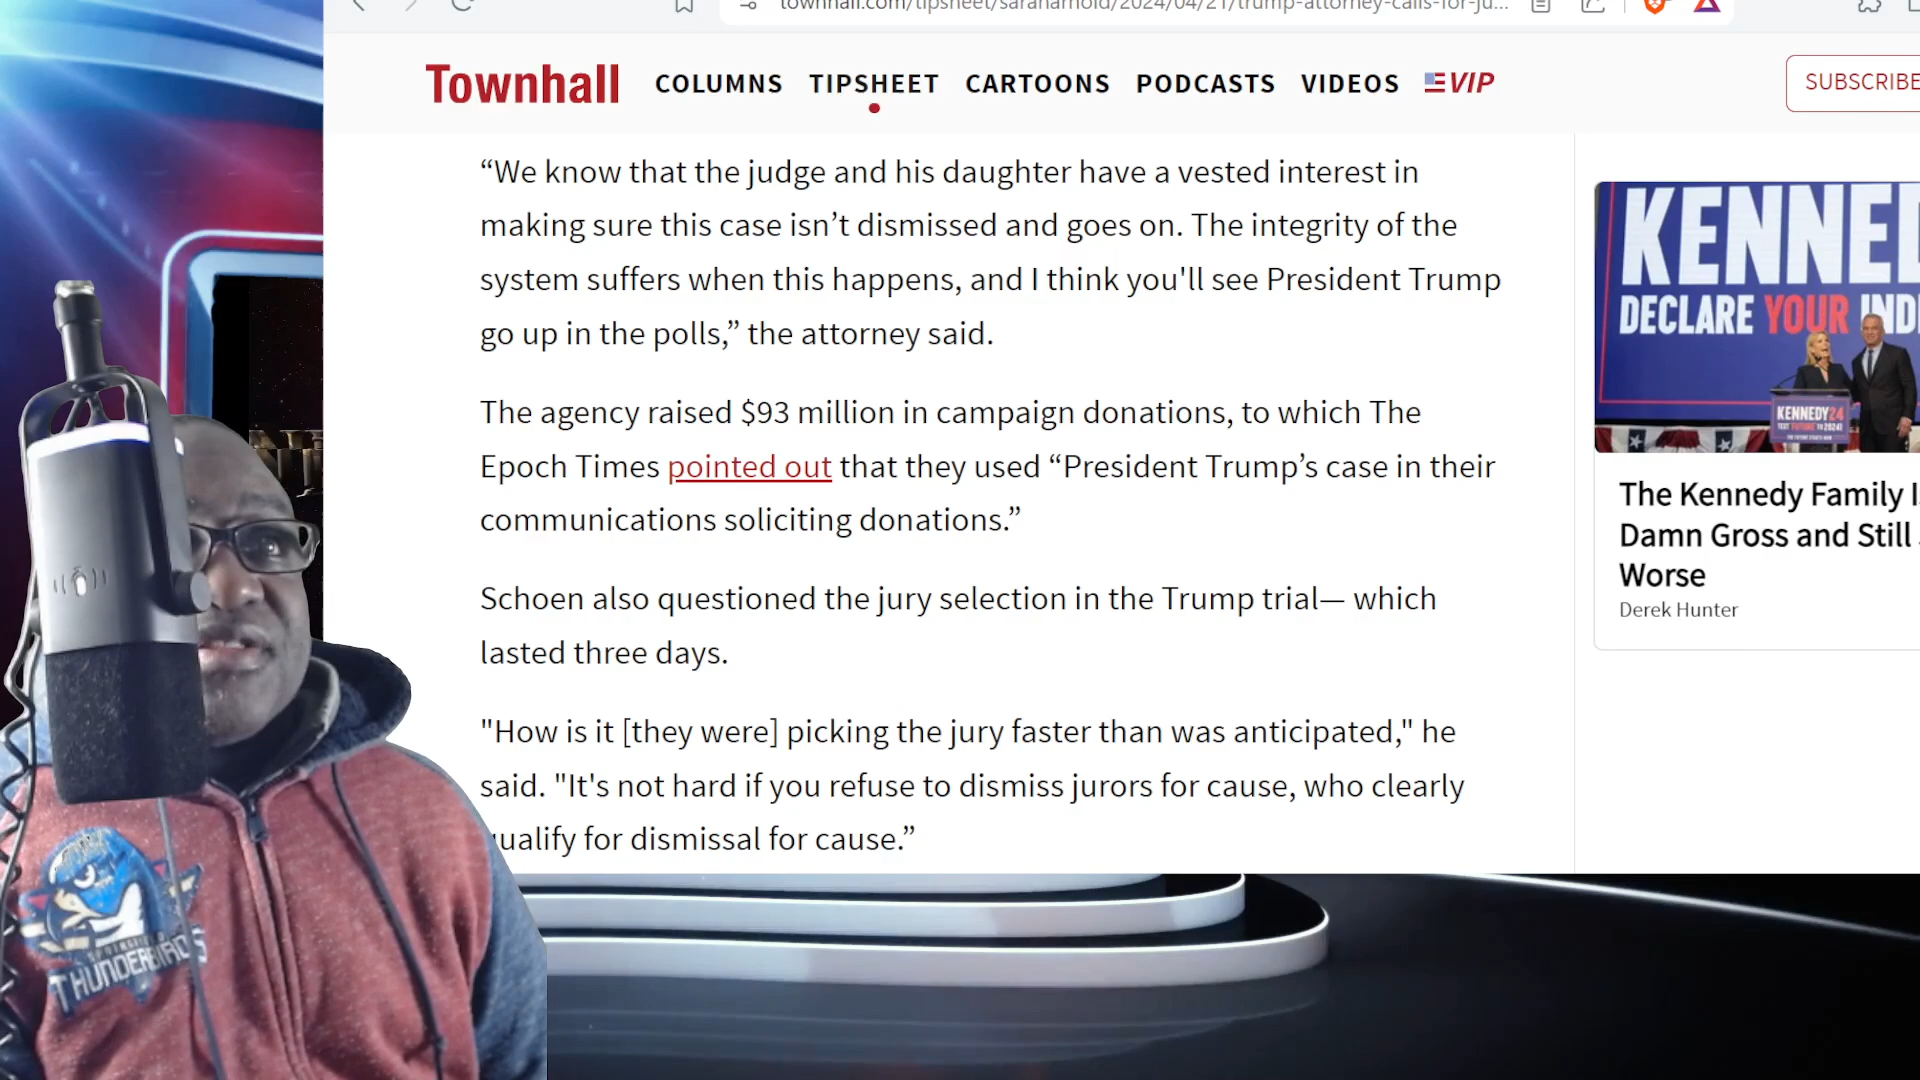 townhall.com/tipsheet/saraharnold/2024/04/21/trump-attorney-calls-for-ju...
Townhall COLUMNS TIPSHEET CARTOONS PODCASTS VIDEOS VIP
SUBSCRIBE
“We know that the judge and his daughter have a vested interest in
making sure this case isn’t dismissed and goes on. The integrity of the
system suffers when this happens, and I think you'll see President Trump
go up in the polls,” the attorney said.
The agency raised $93 million in campaign donations, to which The
Epoch Times pointed out that they used “President Trump’s case in their
communications soliciting donations.”
Schoen also questioned the jury selection in the Trump trial— which
lasted three days.
"How is it [they were] picking the jury faster than was anticipated," he
said. "It's not hard if you refuse to dismiss jurors for cause, who clearly
qualify for dismissal for cause.”
KENNED
DECLARE YOUR IND
KENNEDY24
The Kennedy Family I
Damn Gross and Still
Worse
Derek Hunter
THUNDERBIRDS